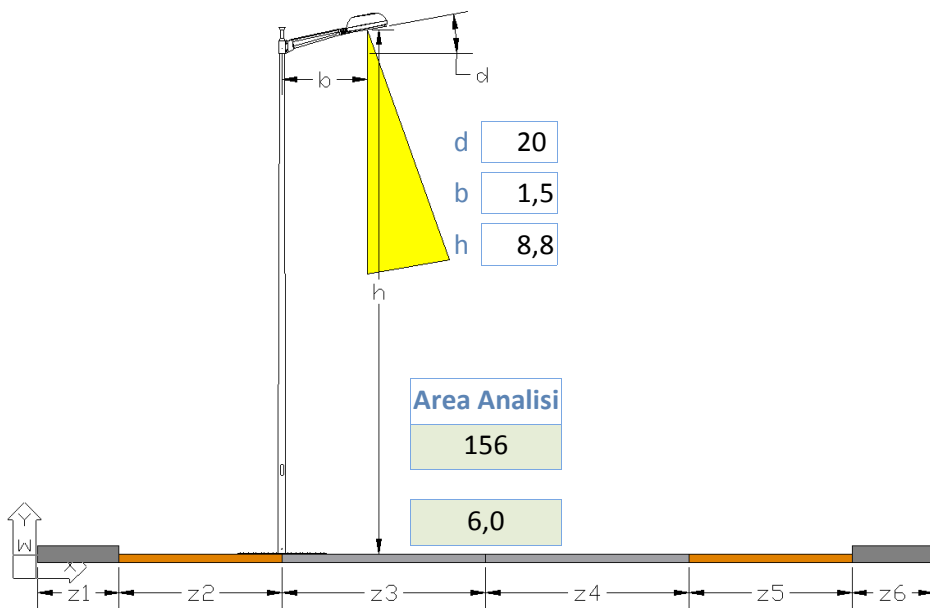 b
d
d 20
b 1,5
h 8,8
h
Area Analisi
156
6,0
Y
W
X
z1 z2 z3 z4 z5 z6